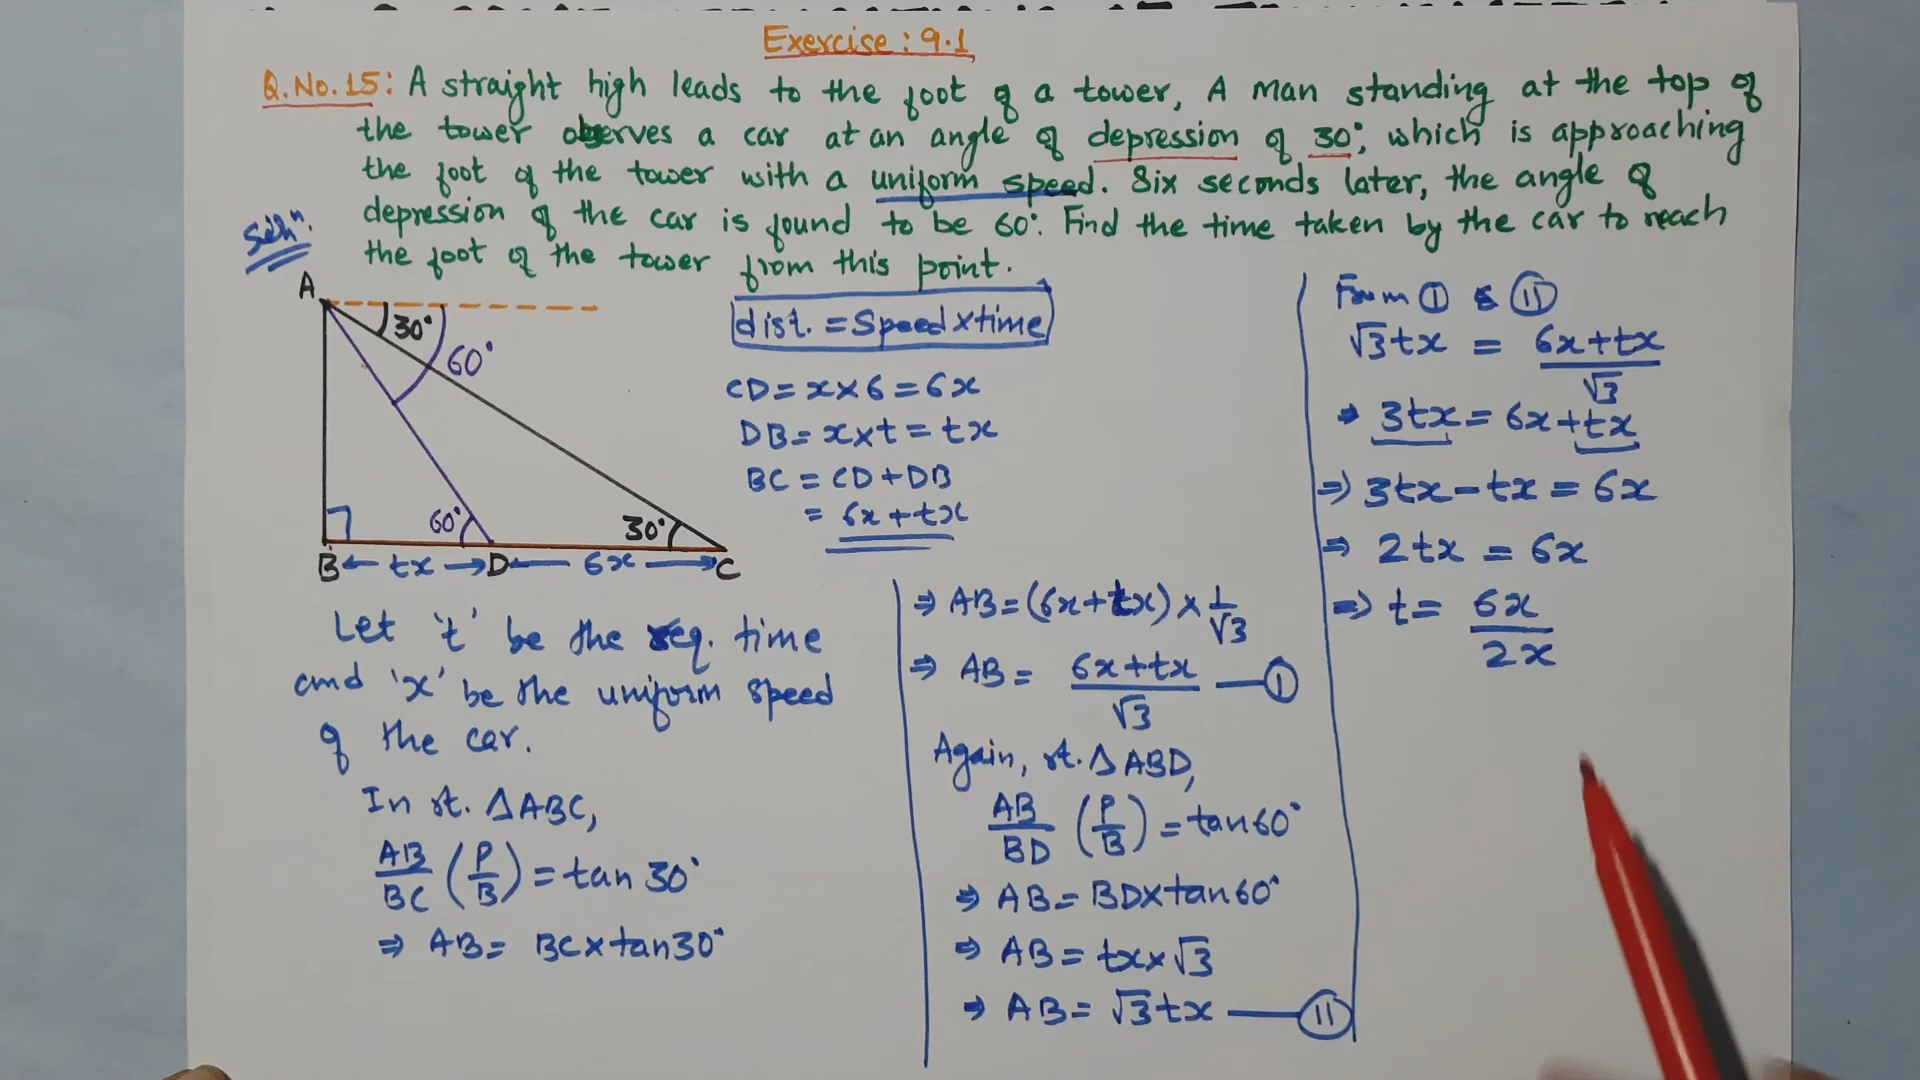 Exercise: 9.1
Q.No.15: A straight high leads to the foot of a tower, A man standing at the top of
the tower observes a car at an angle of depression of 30°, which is approaching
the foot of the tower with a uniform speed. Six seconds later, the angle of
depression of the car is found to be 60°. Find the time taken by the car to reach
the foot of the tower from this point.
Soln.
A
30°
60°
60°
30°
B tx D 6x C
Let 't' be the req. time
and 'x' be the uniform speed
of the car.
In rt. ΔABC,
AB/BC (P/B) = tan 30°
⇒ AB = BC×tan30°
dist. = Speed×time
CD = x×6 = 6x
DB = x×t = tx
BC = CD+DB
= 6x+tx
⇒ AB = (6x+tx)×1/√3
⇒ AB = 6x+tx/√3 — I
Again, rt. ΔABD,
AB/BD (P/B) = tan60°
⇒ AB = BD×tan60°
⇒ AB = tx×√3
⇒ AB = √3tx — II
From I & II
√3tx = 6x+tx/√3
⇒ 3tx = 6x+tx
⇒ 3tx-tx = 6x
⇒ 2tx = 6x
⇒ t = 6x/2x